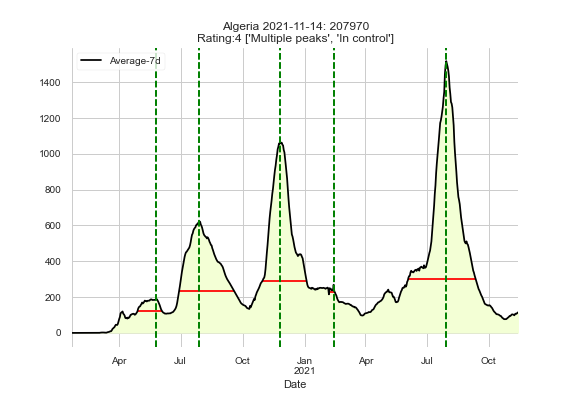 Algeria 2021-11-14: 207970
Rating:4 ['Multiple peaks', 'In control']
Average-7d
1400
1200
1000
800
600
400
200
0
Apr Jul Oct Jan Apr Jul Oct
2021
Date